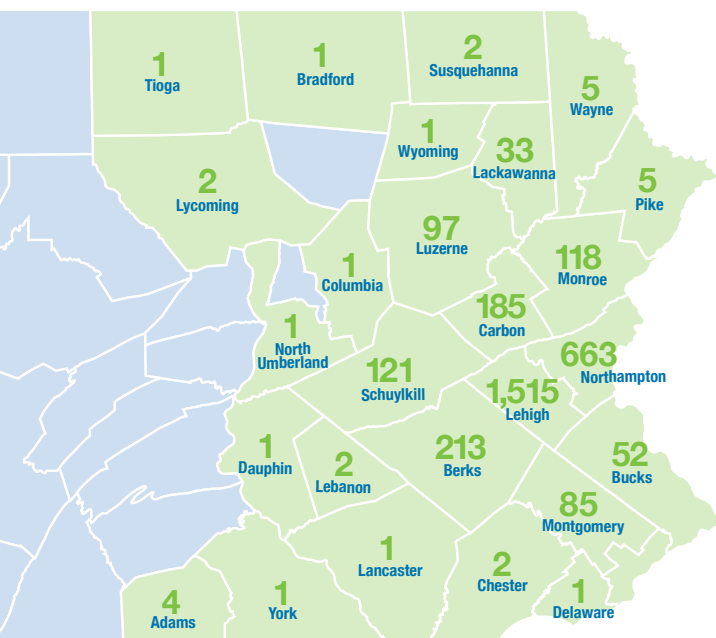 1
Tioga
1
Bradford
2
Susquehanna
5
Wayne
2
Lycoming
1
Wyoming
33
Lackawanna
5
Pike
97
Luzerne
118
Monroe
1
Columbia
185
Carbon
1
North
Umberland
121
Schuylkill
663
Northampton
1,515
Lehigh
1
Dauphin
2
Lebanon
213
Berks
52
Bucks
85
Montgomery
4
Adams
1
York
1
Lancaster
2
Chester
1
Delaware